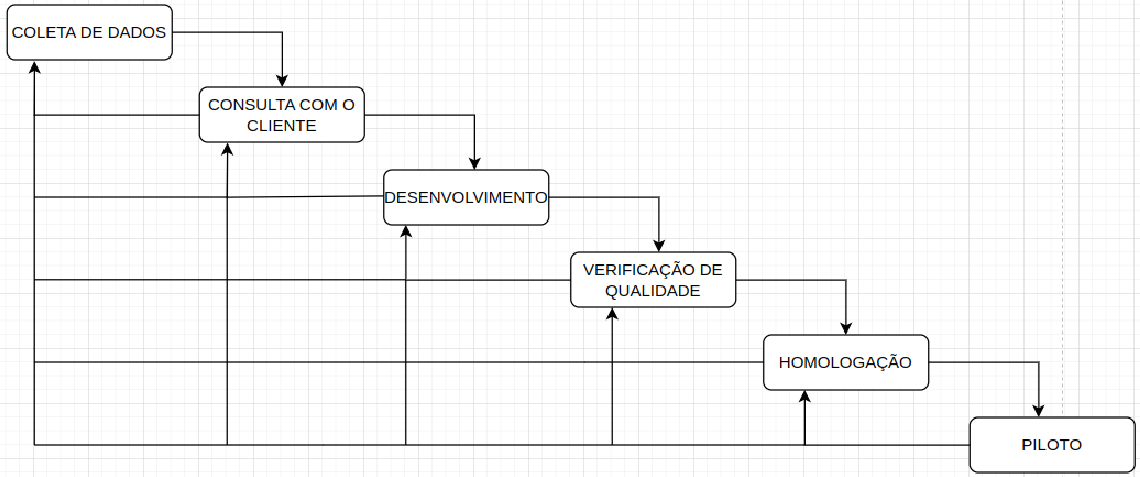 COLETA DE DADOS
CONSULTA COM O
CLIENTE
DESENVOLVIMENTO
VERIFICAÇÃO DE
QUALIDADE
HOMOLOGAÇÃO
PILOTO